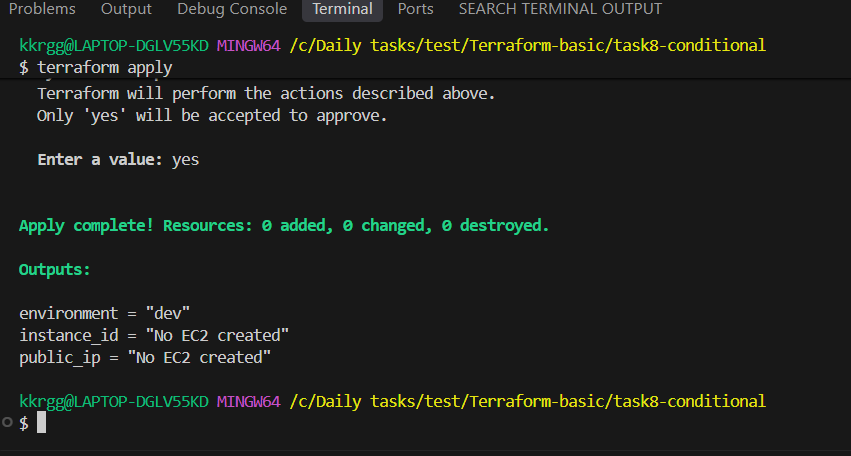 Problems Output Debug Console Terminal Ports SEARCH TERMINAL OUTPUT
kkrgg@LAPTOP-DGLV55KD MINGW64 /c/Daily tasks/test/Terraform-basic/task8-conditional
$ terraform apply
Terraform will perform the actions described above.
Only 'yes' will be accepted to approve.
Enter a value: yes
Apply complete! Resources: 0 added, 0 changed, 0 destroyed.
Outputs:
environment = "dev"
instance_id = "No EC2 created"
public_ip = "No EC2 created"
kkrgg@LAPTOP-DGLV55KD MINGW64 /c/Daily tasks/test/Terraform-basic/task8-conditional
$